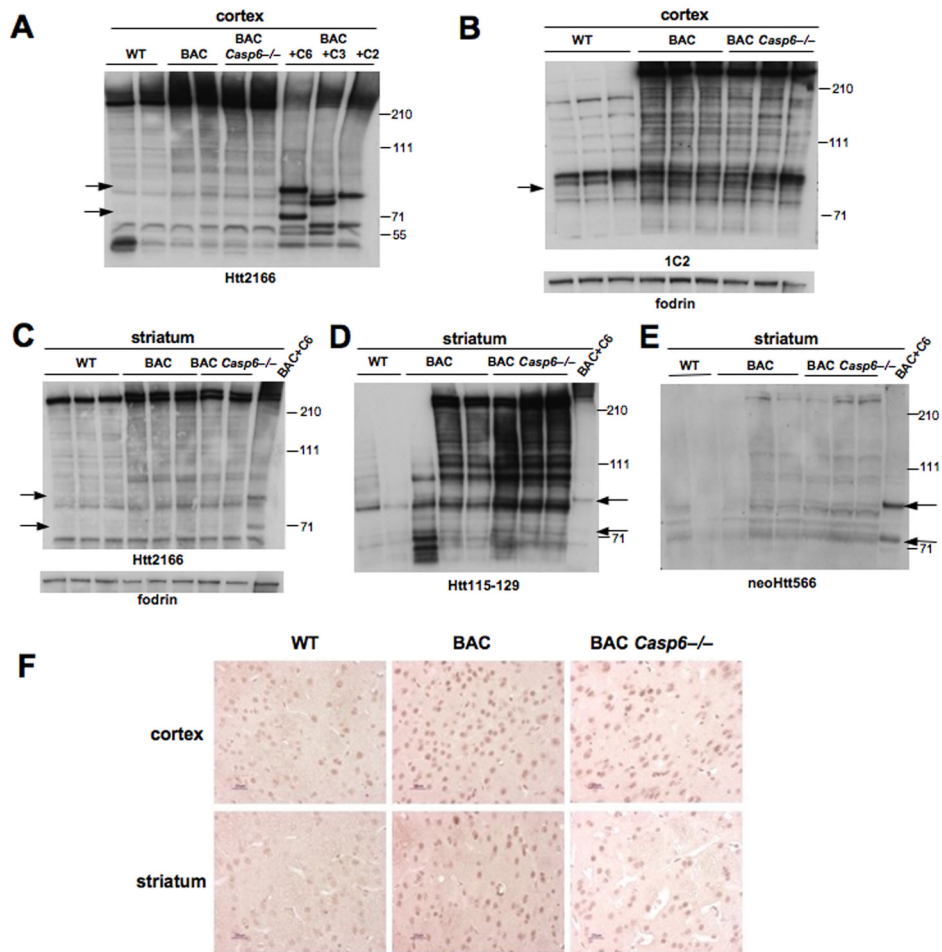 A
cortex
WT BAC BAC Casp6–/– BAC +C6 +C3 +C2
210
111
71
55
Htt2166
B
cortex
WT BAC BAC Casp6–/–
210
111
71
1C2
fodrin
C
striatum
WT BAC BAC Casp6–/– BAC+C6
210
111
71
Htt2166
fodrin
D
striatum
WT BAC BAC Casp6–/– BAC+C6
210
111
71
Htt115-129
E
striatum
WT BAC BAC Casp6–/– BAC+C6
210
111
71
neoHtt566
F
WT BAC BAC Casp6–/–
cortex
striatum